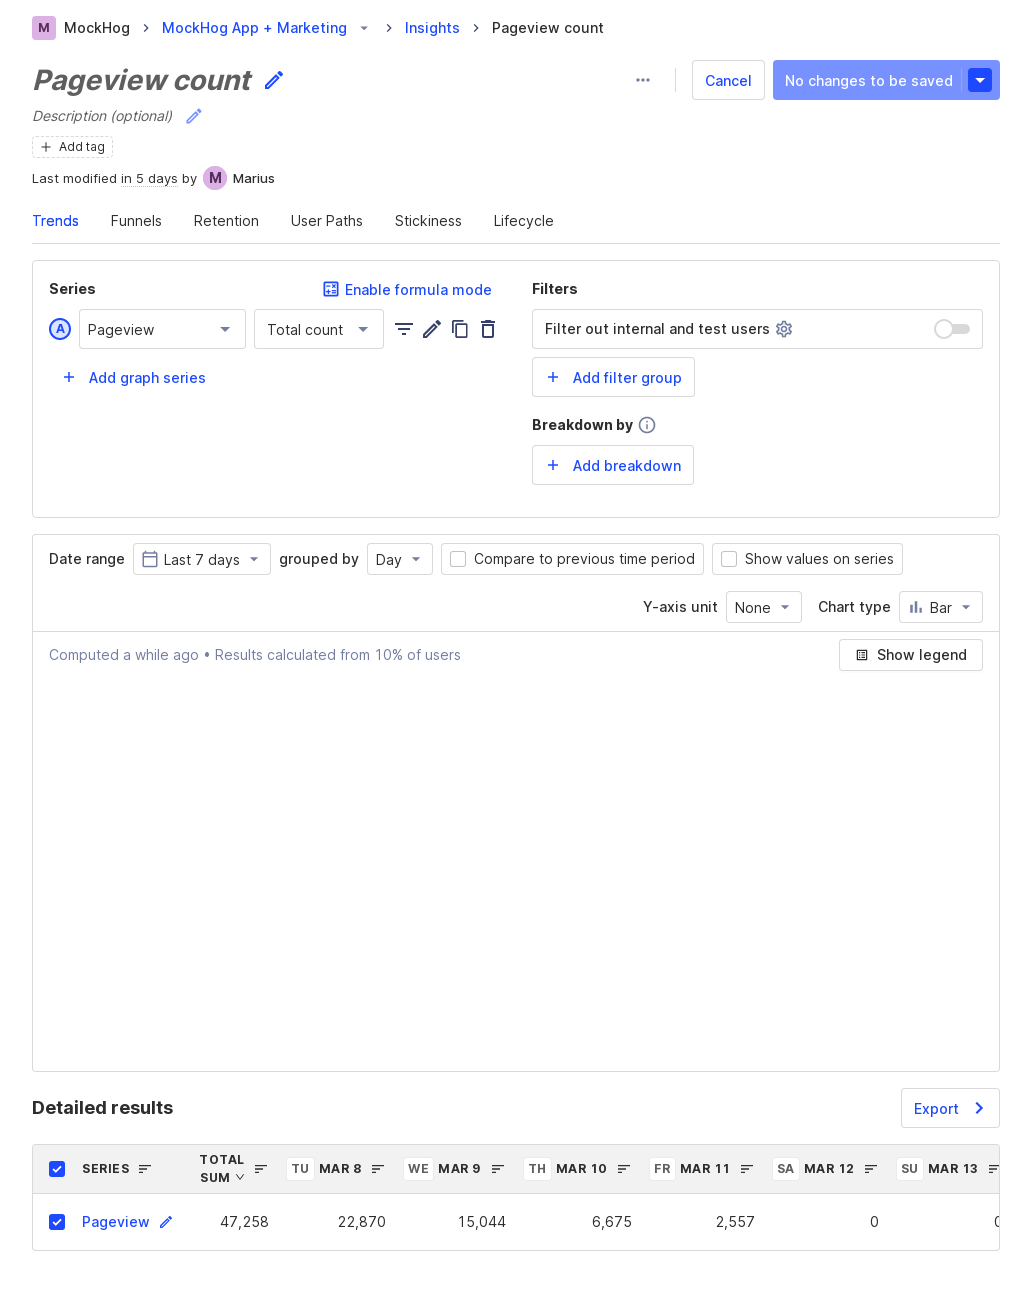 M MockHog > MockHog App + Marketing > Insights > Pageview count
Pageview count
Cancel
No changes to be saved
Description (optional)
+ Add tag
Last modified in 5 days by M Marius
Trends Funnels Retention User Paths Stickiness Lifecycle
Series
Enable formula mode
A Pageview Total count
+ Add graph series
Filters
Filter out internal and test users
+ Add filter group
Breakdown by
+ Add breakdown
Date range Last 7 days grouped by Day Compare to previous time period Show values on series
Y-axis unit None Chart type Bar
Computed a while ago • Results calculated from 10% of users
Show legend
Detailed results
Export
SERIES TOTAL SUM TU MAR 8 WE MAR 9 TH MAR 10 FR MAR 11 SA MAR 12 SU MAR 13
Pageview 47,258 22,870 15,044 6,675 2,557 0